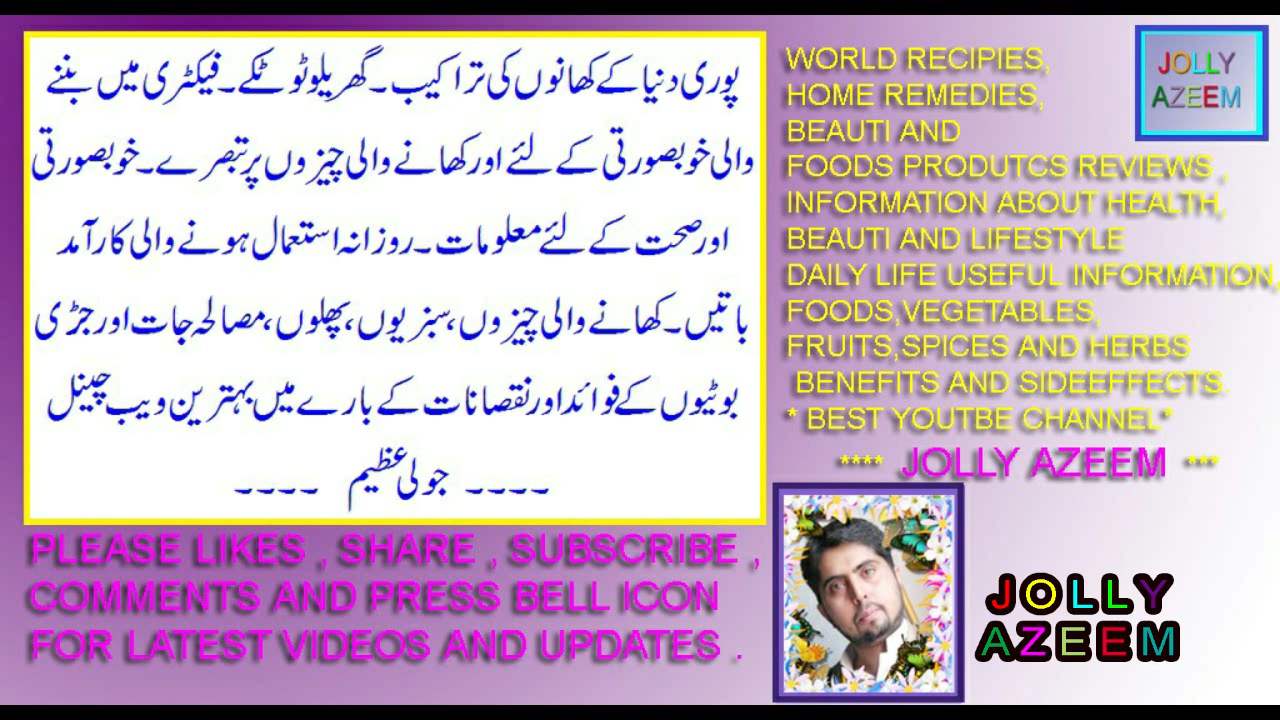 پوری دنیا کے کھانوں کی تراکیب۔ گھریلو ٹوٹکے۔ فیکٹری میں بننے
والی خوبصورتی کے لئے اور کھانے والی چیزوں پر تبصرے۔ خوبصورتی
اور صحت کے لئے معلومات۔ روزانہ استعمال ہونے والی کارآمد
باتیں۔ کھانے والی چیزوں، سبزیوں، پھلوں، مصالحہ جات اور جڑی
بوٹیوں کے فوائد اور نقصانات کے بارے میں بہترین ویب چینل
---- جولی عظیم ----
WORLD RECIPIES,
HOME REMEDIES,
BEAUTI AND
FOODS PRODUTCS REVIEWS ,
INFORMATION ABOUT HEALTH,
BEAUTI AND LIFESTYLE
DAILY LIFE USEFUL INFORMATION,
FOODS,VEGETABLES,
FRUITS,SPICES AND HERBS
BENEFITS AND SIDEEFFECTS.
* BEST YOUTBE CHANNEL*
**** JOLLY AZEEM ***
JOLLY
AZEEM
PLEASE LIKES , SHARE , SUBSCRIBE ,
COMMENTS AND PRESS BELL ICON
FOR LATEST VIDEOS AND UPDATES .
JOLLY
AZEEM